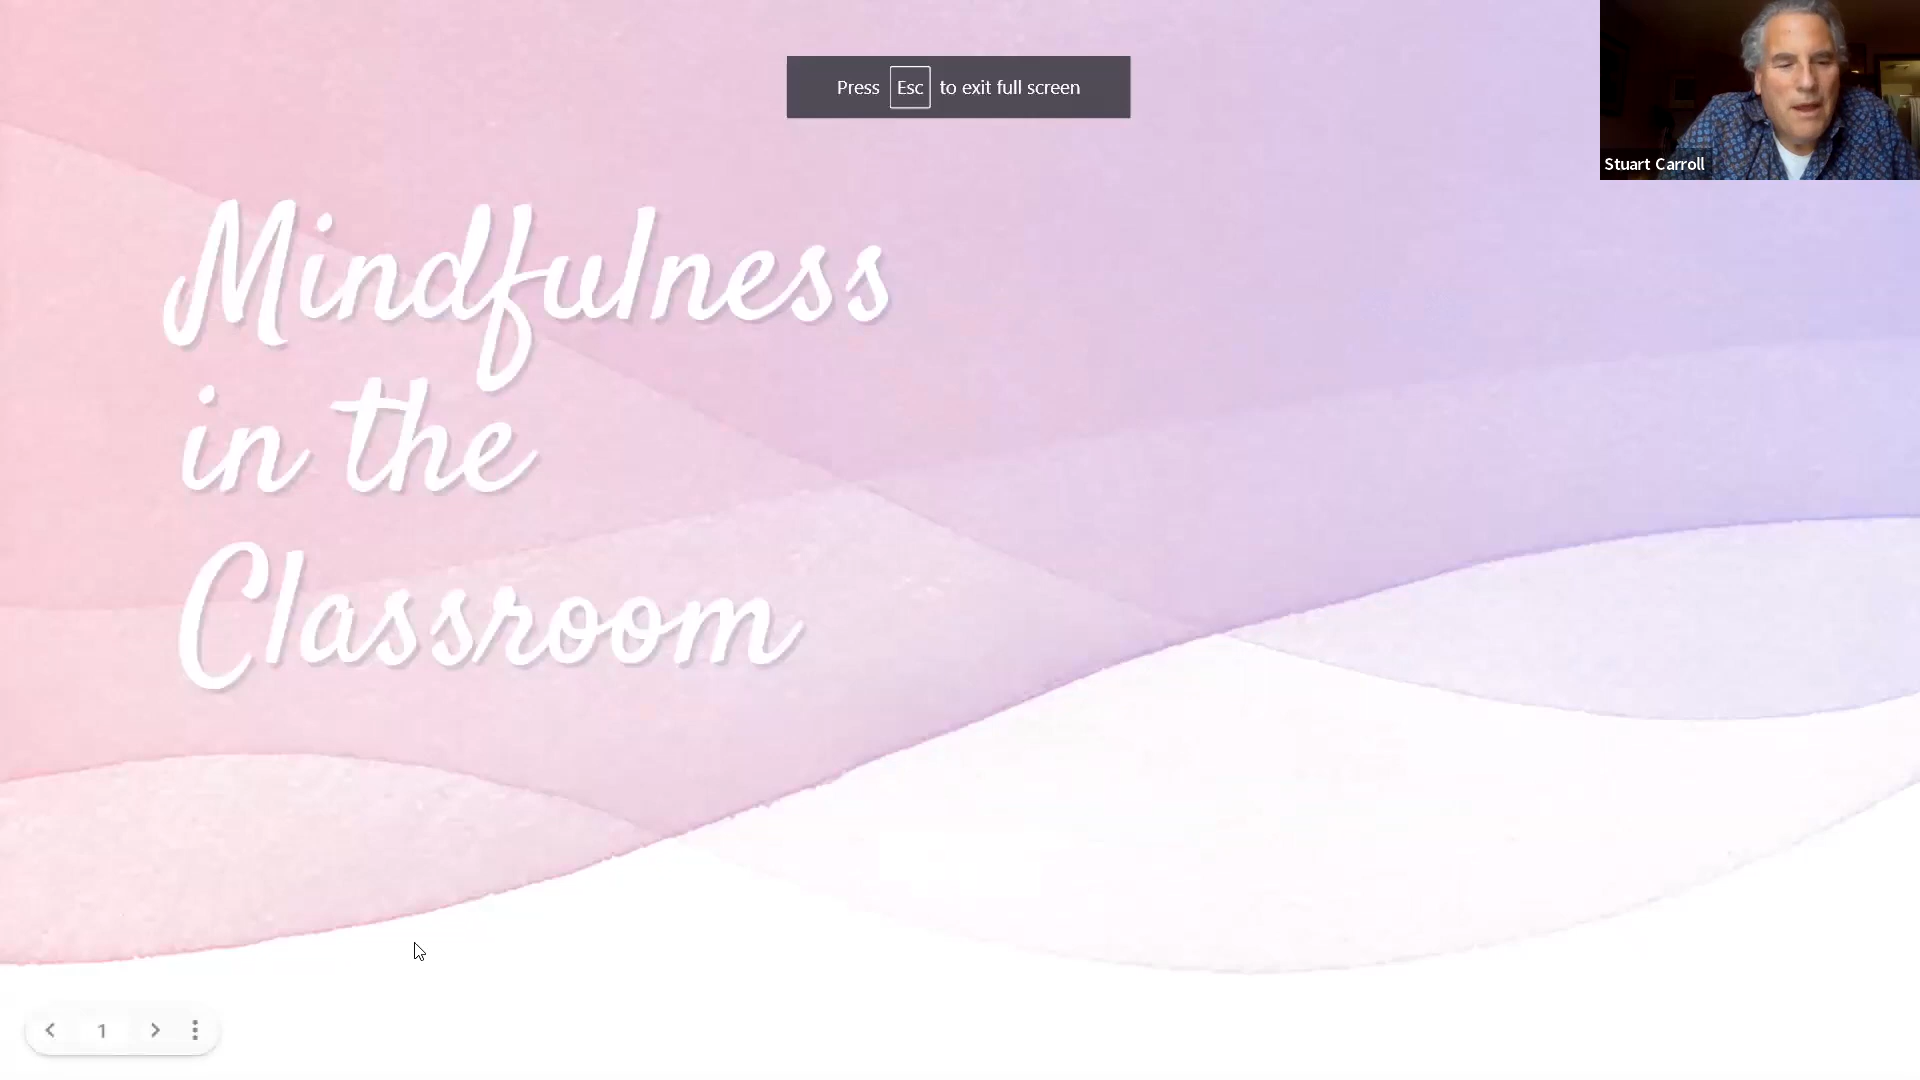 Press Esc to exit full screen
Stuart Carroll
Mindfulness
in the
Classroom
1